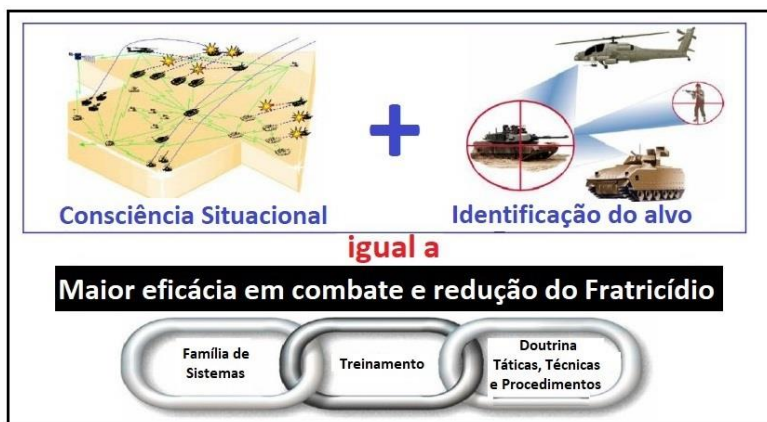 Consciência Situacional
+
Identificação do alvo
igual a
Maior eficácia em combate e redução do Fratricídio
Família de
Sistemas
Treinamento
Doutrina
Táticas, Técnicas
e Procedimentos